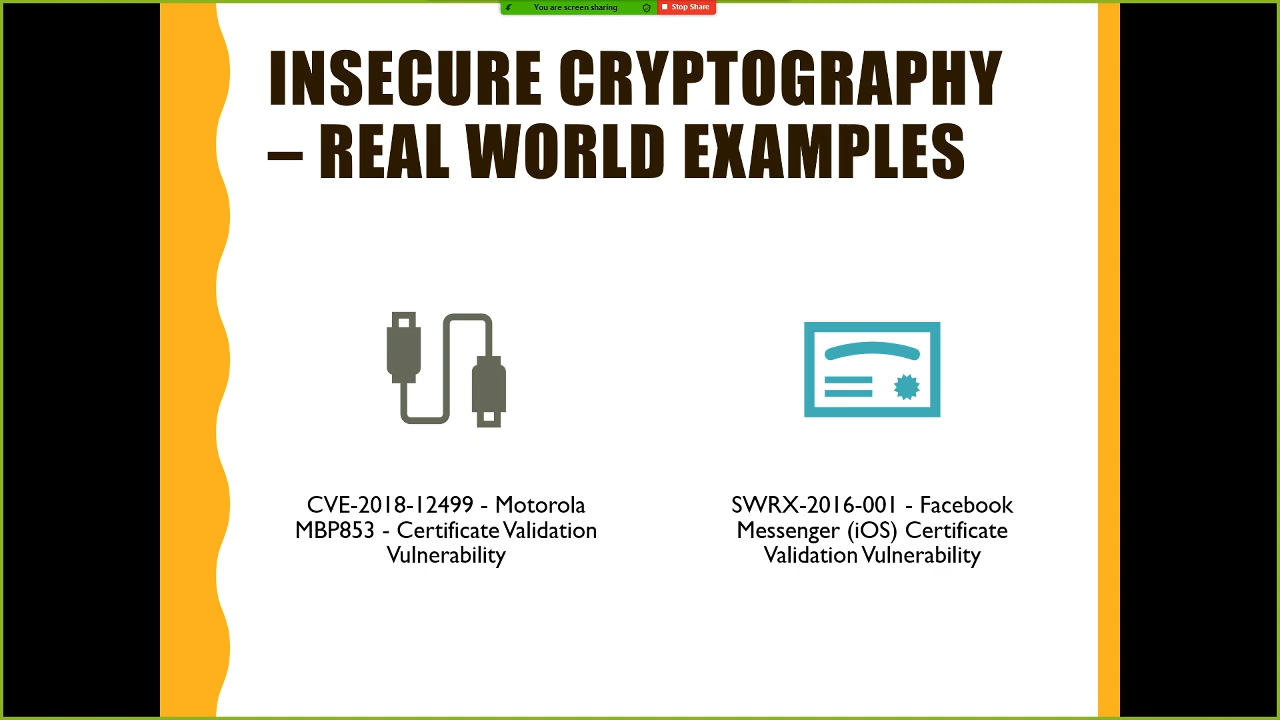 You are screen sharing
Stop Share
INSECURE CRYPTOGRAPHY
– REAL WORLD EXAMPLES
CVE-2018-12499 - Motorola
MBP853 - Certificate Validation
Vulnerability
SWRX-2016-001 - Facebook
Messenger (iOS) Certificate
Validation Vulnerability